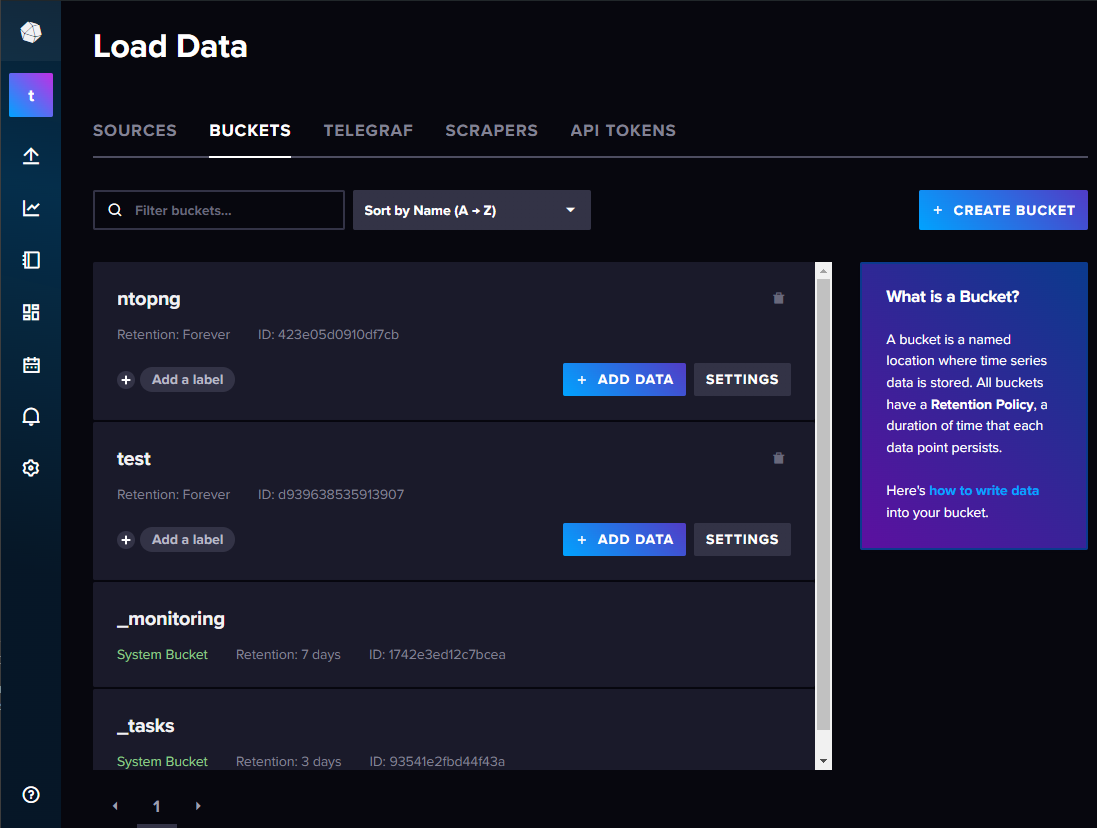 Load Data
t
SOURCES BUCKETS TELEGRAF SCRAPERS API TOKENS
Filter buckets...
Sort by Name (A → Z)
+ CREATE BUCKET
ntopng
Retention: Forever ID: 423e05d0910df7cb
+ Add a label
+ ADD DATA SETTINGS
test
Retention: Forever ID: d939638535913907
+ Add a label
+ ADD DATA SETTINGS
_monitoring
System Bucket Retention: 7 days ID: 1742e3ed12c7bcea
_tasks
System Bucket Retention: 3 days ID: 93541e2fbd44f43a
1
What is a Bucket?
A bucket is a named
location where time series
data is stored. All buckets
have a Retention Policy, a
duration of time that each
data point persists.
Here's how to write data
into your bucket.